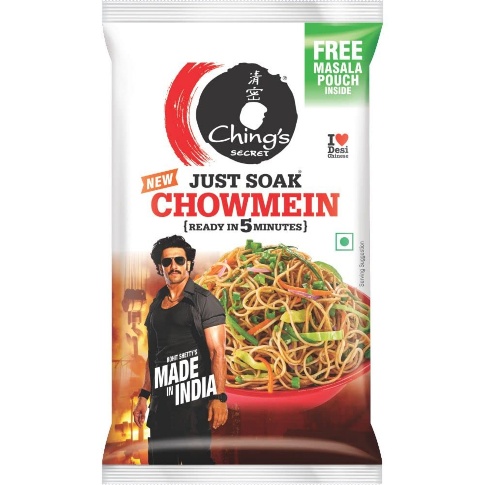 FREE
MASALA
POUCH
INSIDE
清
密
Ching's
SECRET
I ❤
Desi
Chinese
NEW JUST SOAK
CHOWMEIN
{READY IN 5 MINUTES}
Serving Suggestion
ROHIT SHETTY'S
MADE
IN INDIA